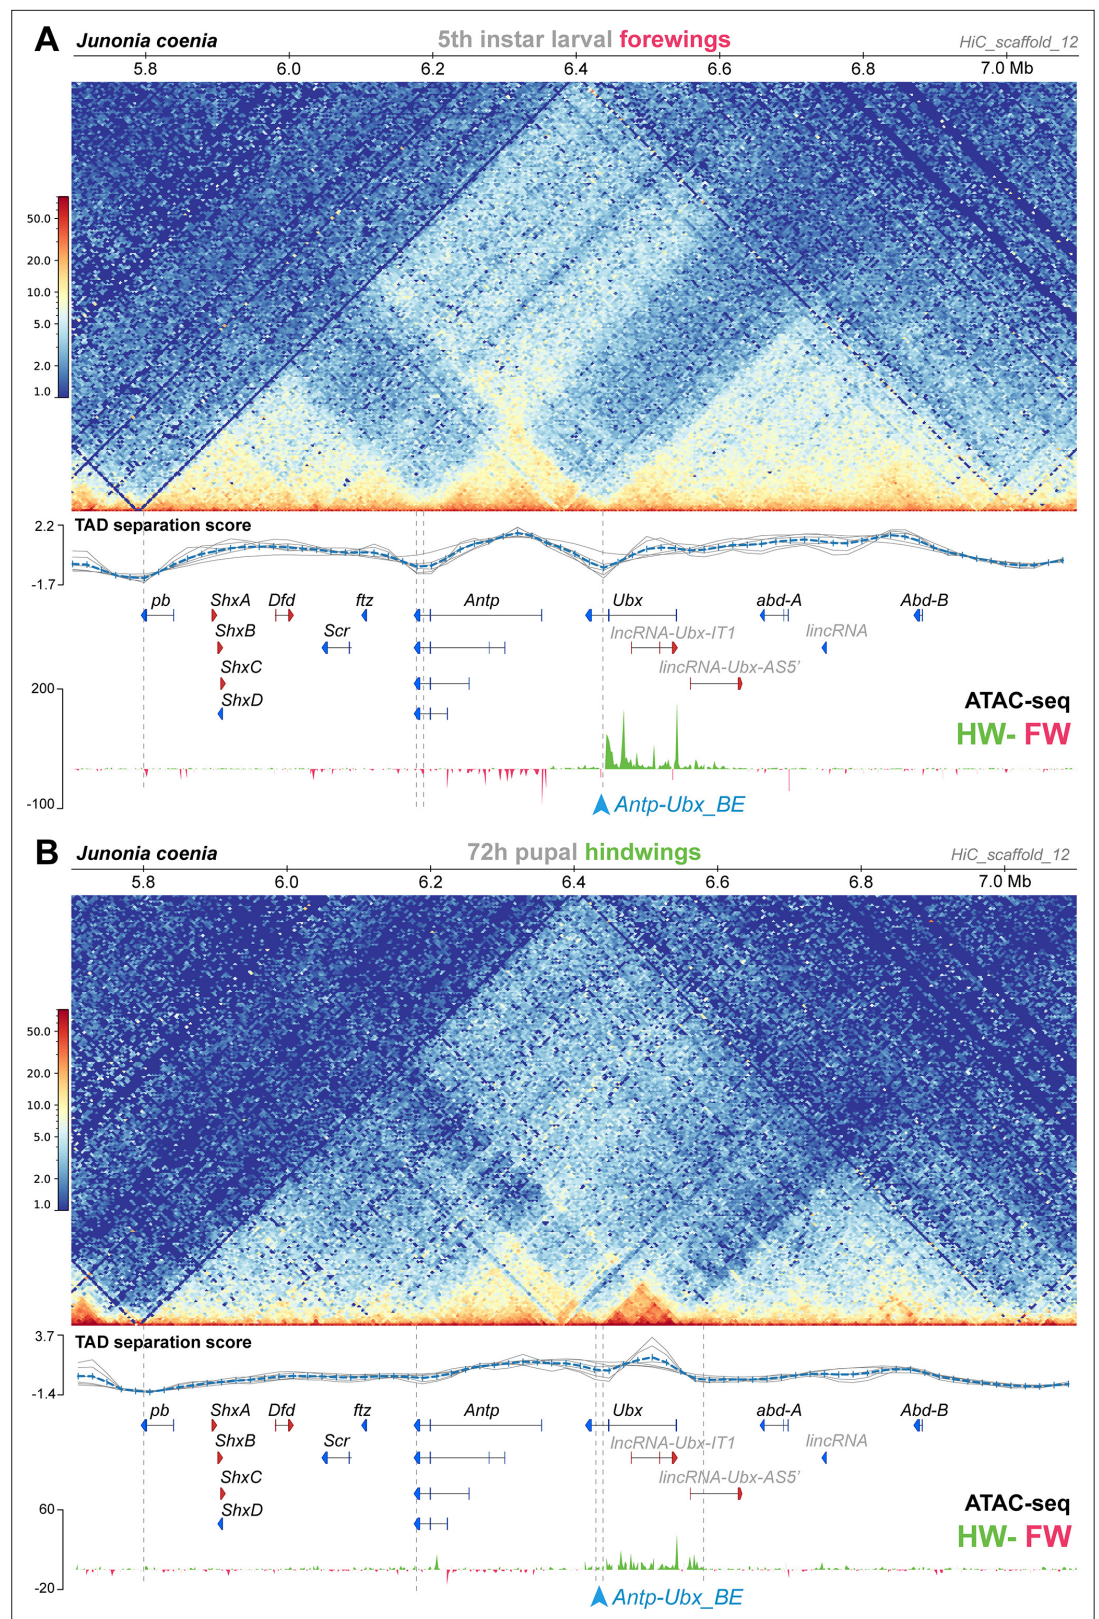 A Junonia coenia 5th instar larval forewings HiC_scaffold_12
5.8 6.0 6.2 6.4 6.6 6.8 7.0 Mb
50.0
20.0
10.0
5.0
2.0
1.0
2.2 TAD separation score
-1.7
pb ShxA Dfd ftz Antp Ubx abd-A Abd-B
ShxB Scr lncRNA-Ubx-IT1 lincRNA
ShxC lincRNA-Ubx-AS5’
200 ShxD ATAC-seq
HW- FW
-100 Antp-Ubx_BE
B Junonia coenia 72h pupal hindwings HiC_scaffold_12
5.8 6.0 6.2 6.4 6.6 6.8 7.0 Mb
50.0
20.0
10.0
5.0
2.0
1.0
3.7 TAD separation score
-1.4
pb ShxA Dfd ftz Antp Ubx abd-A Abd-B
ShxB Scr lncRNA-Ubx-IT1 lincRNA
ShxC lincRNA-Ubx-AS5’
60 ShxD ATAC-seq
HW- FW
-20 Antp-Ubx_BE